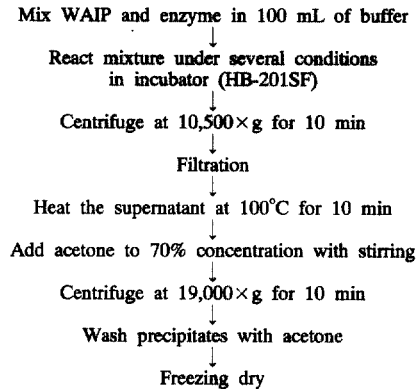 Mix WAIP and enzyme in 100 mL of buffer
React mixture under several conditions
in incubator (HB-201SF)
Centrifuge at 10,500×g for 10 min
Filtration
Heat the supernatant at 100°C for 10 min
Add acetone to 70% concentration with stirring
Centrifuge at 19,000×g for 10 min
Wash precipitates with acetone
Freezing dry